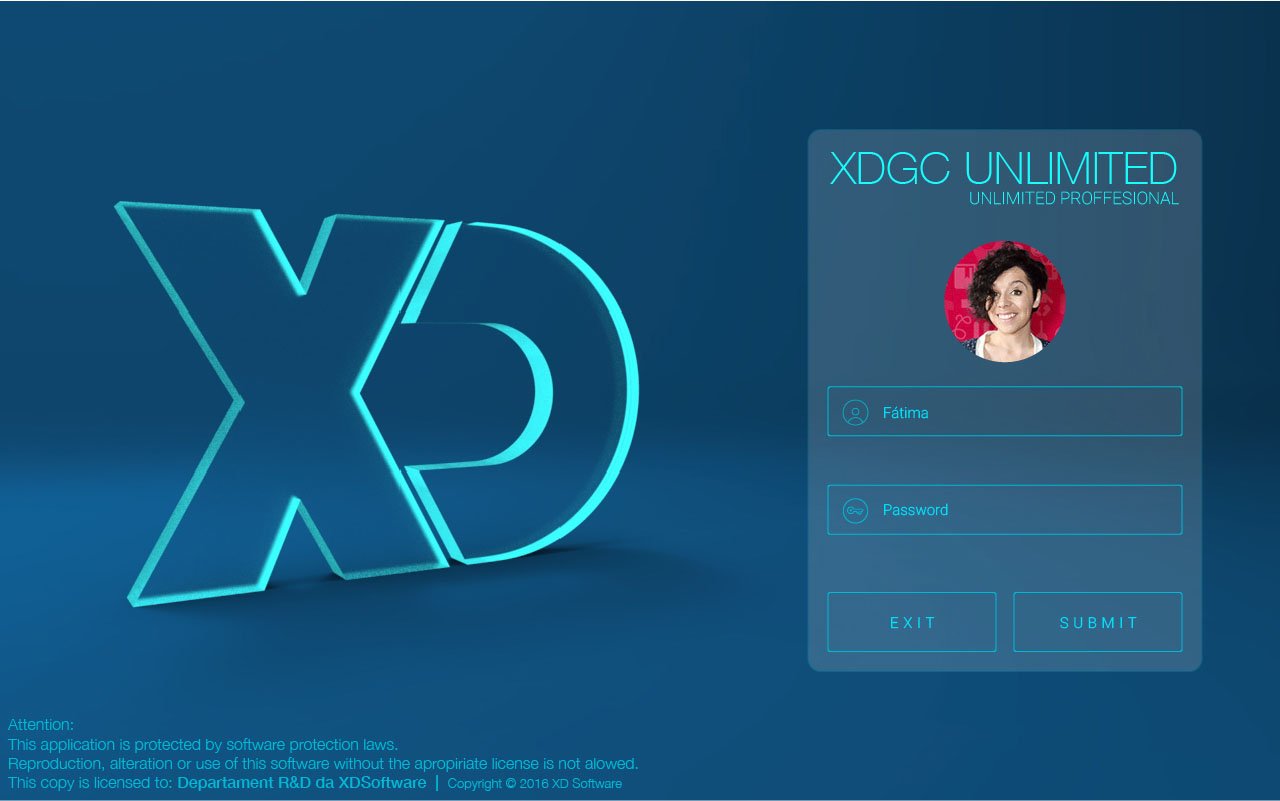 XD
XDGC UNLIMITED
UNLIMITED PROFFESIONAL
Fátima
Password
EXIT
SUBMIT
Attention:
This application is protected by software protection laws.
Reproduction, alteration or use of this software without the apropiriate license is not alowed.
This copy is licensed to: Departament R&D da XDSoftware | Copyright © 2016 XD Software